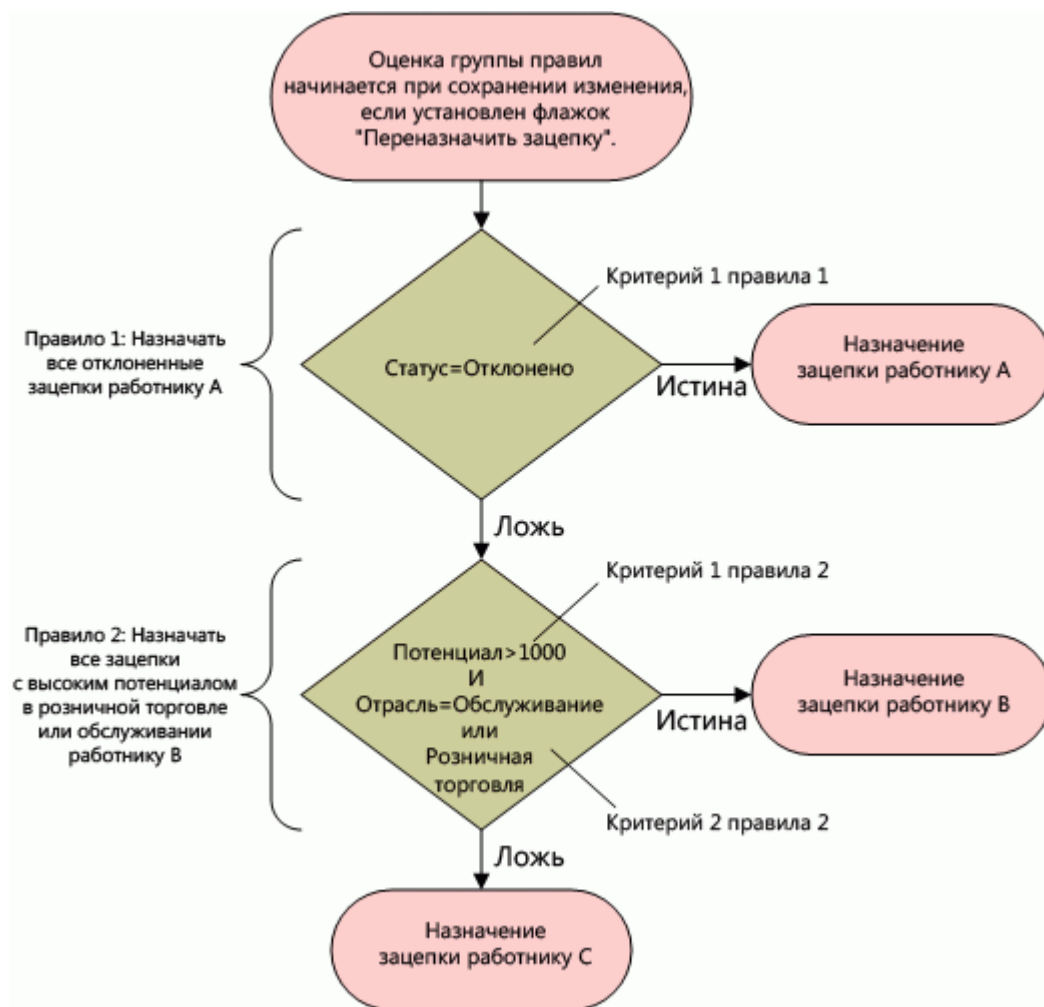 Оценка группы правил
начинается при сохранении изменения,
если установлен флажок
"Переназначить зацепку".
Критерий 1 правила 1
Правило 1: Назначать
все отклоненные
зацепки работнику А
Статус=Отклонено
Истина
Назначение
зацепки работнику А
Ложь
Критерий 1 правила 2
Правило 2: Назначать
все зацепки
с высоким потенциалом
в розничной торговле
или обслуживании
работнику В
Потенциал>1000
И
Отрасль=Обслуживание
или
Розничная
торговля
Истина
Назначение
зацепки работнику В
Критерий 2 правила 2
Ложь
Назначение
зацепки работнику С